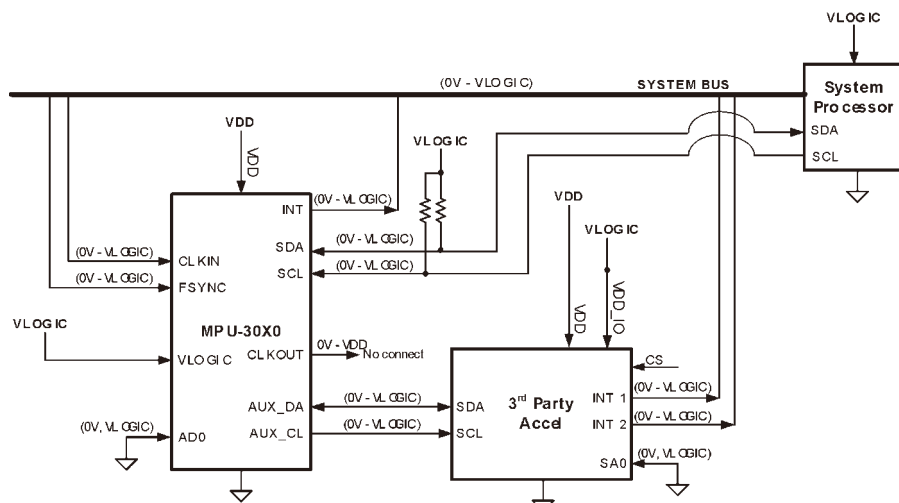 VLOGIC
(0V - VLOGIC)
SYSTEM BUS
System
Processor
SDA
SCL
VDD
VDD
VLOGIC
INT
(0V - VLOGIC)
SDA
(0V - VLOGIC)
SCL
(0V - VLOGIC)
(0V - VLOGIC)
CLKIN
(0V - VLOGIC)
FSYNC
MPU-30X0
VLOGIC
VLOGIC
CLKOUT
0V - VDD
No connect
AUX_DA
(0V - VLOGIC)
AUX_CL
(0V - VLOGIC)
(0V, VLOGIC)
AD0
VDD
VLOGIC
VDD
VDD_IO
CS
3rd Party
Accel
SDA
SCL
INT 1
(0V - VLOGIC)
INT 2
(0V - VLOGIC)
SA0
(0V, VLOGIC)